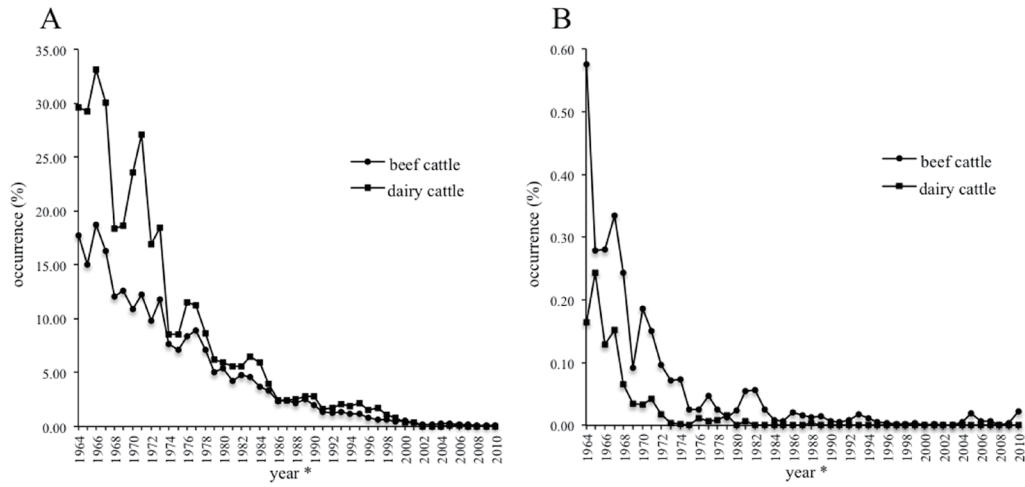 A
35.00
30.00
25.00
20.00
15.00
10.00
5.00
0.00
occurrence (%)
beef cattle
dairy cattle
1964 1966 1968 1970 1972 1974 1976 1978 1980 1982 1984 1986 1988 1990 1992 1994 1996 1998 2000 2002 2004 2006 2008 2010
year *
B
0.60
0.50
0.40
0.30
0.20
0.10
0.00
occurrence (%)
beef cattle
dairy cattle
1964 1966 1968 1970 1972 1974 1976 1978 1980 1982 1984 1986 1988 1990 1992 1994 1996 1998 2000 2002 2004 2006 2008 2010
year *